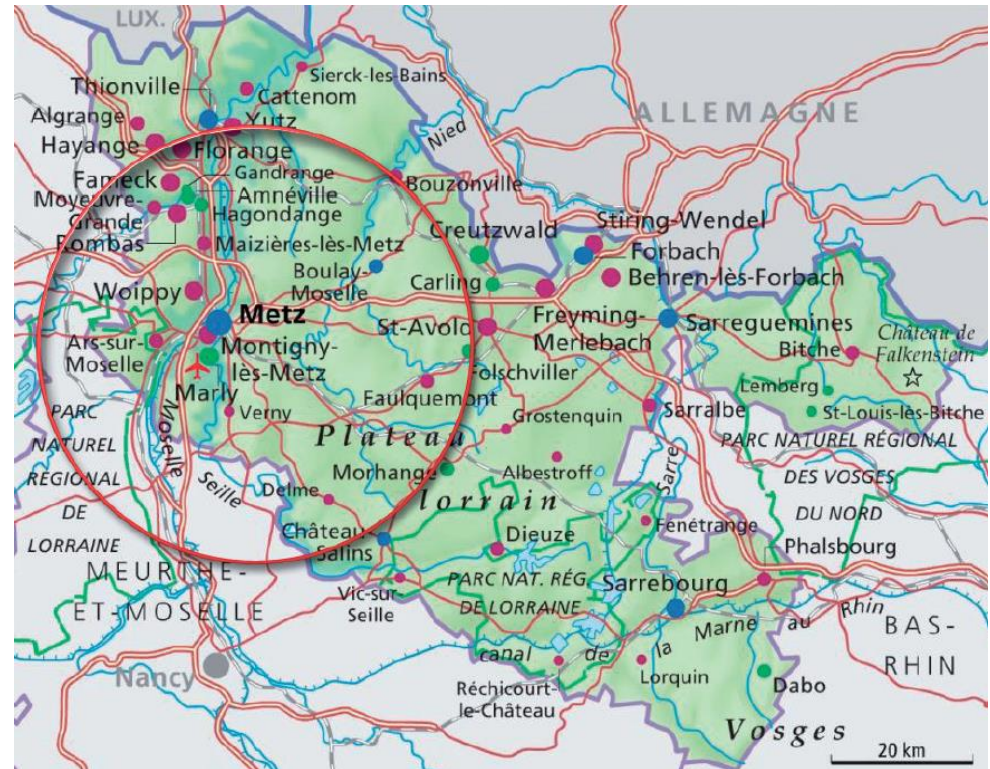 LUX.
Sierck-les-Bains
Thionville
Cattenom
ALLEMAGNE
Algrange
Yutz
Nied
Hayange
Florange
Gandrange
Fameck
Amnéville
Bouzonville
Moyeuvre-
Grande
Hagondange
Rombas
Maizières-lès-Metz
Creutzwald
Stiring-Wendel
Forbach
Boulay-
Moselle
Carling
Behren-lès-Forbach
Woippy
Metz
St-Avold
Freyming-
Merlebach
Sarreguemines
Château de
Falkenstein
Bitche
Ars-sur-
Moselle
Montigny-
lès-Metz
Folschviller
Lemberg
Marly
Faulquemont
Verny
Grostenquin
Sarralbe
St-Louis-lès-Bitche
PARC
NATUREL
RÉGIONAL
DE
LORRAINE
Moselle
Seille
Plateau
lorrain
Morhange
Albestroff
Sarre
PARC NATUREL RÉGIONAL
DES VOSGES
DU NORD
Delme
Château-
Salins
Dieuze
Fénétrange
Phalsbourg
MEURTHE-
ET-MOSELLE
Vic-sur-
Seille
PARC NAT. RÉG.
DE LORRAINE
Sarrebourg
canal de la Marne au Rhin
BAS-
RHIN
Nancy
Réchicourt-
le-Château
Lorquin
Dabo
Vosges
20 km